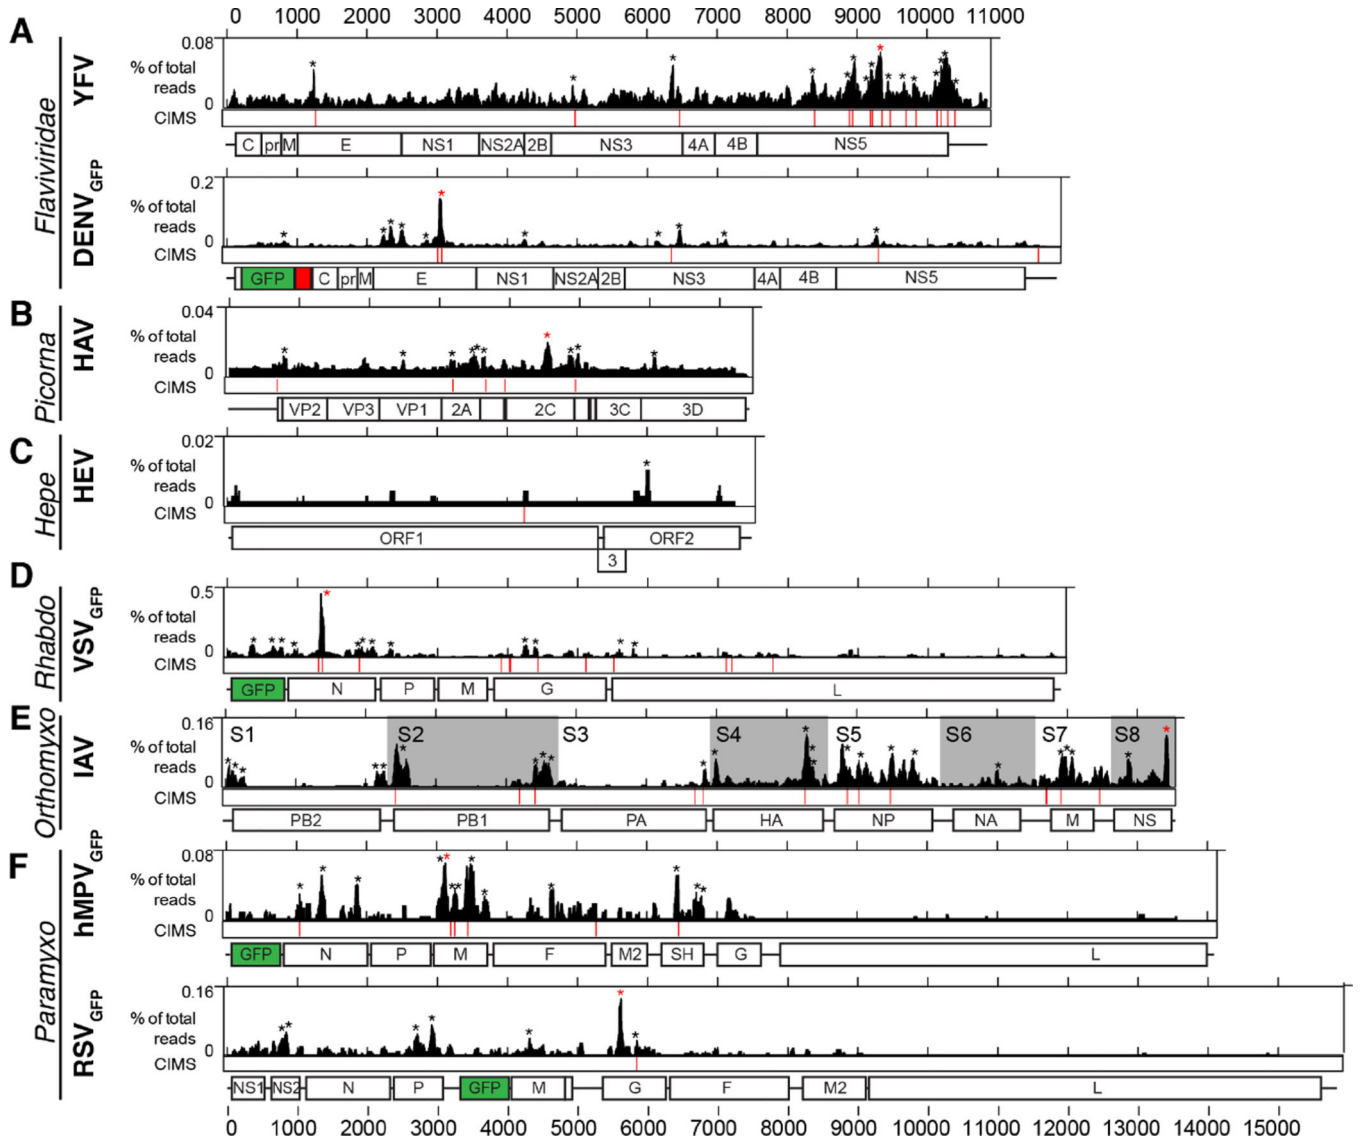 0 1000 2000 3000 4000 5000 6000 7000 8000 9000 10000 11000
A
Flaviviridae
YFV
0.08
% of total
reads
0
CIMS
C pr M E NS1 NS2A 2B NS3 4A 4B NS5
DENVGFP
0.2
% of total
reads
0
CIMS
GFP C pr M E NS1 NS2A 2B NS3 4A 4B NS5
B
Picorna
HAV
0.04
% of total
reads
0
CIMS
VP2 VP3 VP1 2A 2C 3C 3D
C
Hepe
HEV
0.02
% of total
reads
0
CIMS
ORF1 ORF2
3
D
Rhabdo
VSVGFP
0.5
% of total
reads
0
CIMS
GFP N P M G L
E
Orthomyxo
IAV
0.16
S1 S2 S3 S4 S5 S6 S7 S8
% of total
reads
0
CIMS
PB2 PB1 PA HA NP NA M NS
F
Paramyxo
hMPVGFP
0.08
% of total
reads
0
CIMS
GFP N P M F M2 SH G L
RSVGFP
0.16
% of total
reads
0
CIMS
NS1 NS2 N P GFP M G F M2 L
0 1000 2000 3000 4000 5000 6000 7000 8000 9000 10000 11000 12000 13000 14000 15000